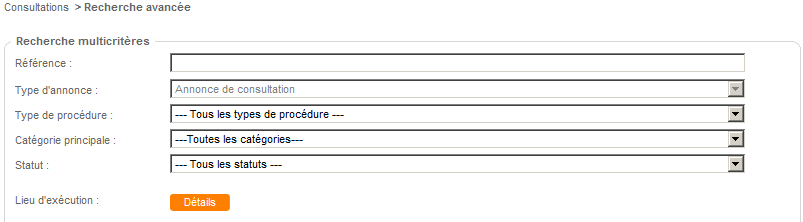 Consultations > Recherche avancée
Recherche multicritères
Référence :
Type d'annonce : Annonce de consultation
Type de procédure : --- Tous les types de procédure ---
Catégorie principale : ---Toutes les catégories---
Statut : --- Tous les statuts ---
Lieu d'exécution : Détails